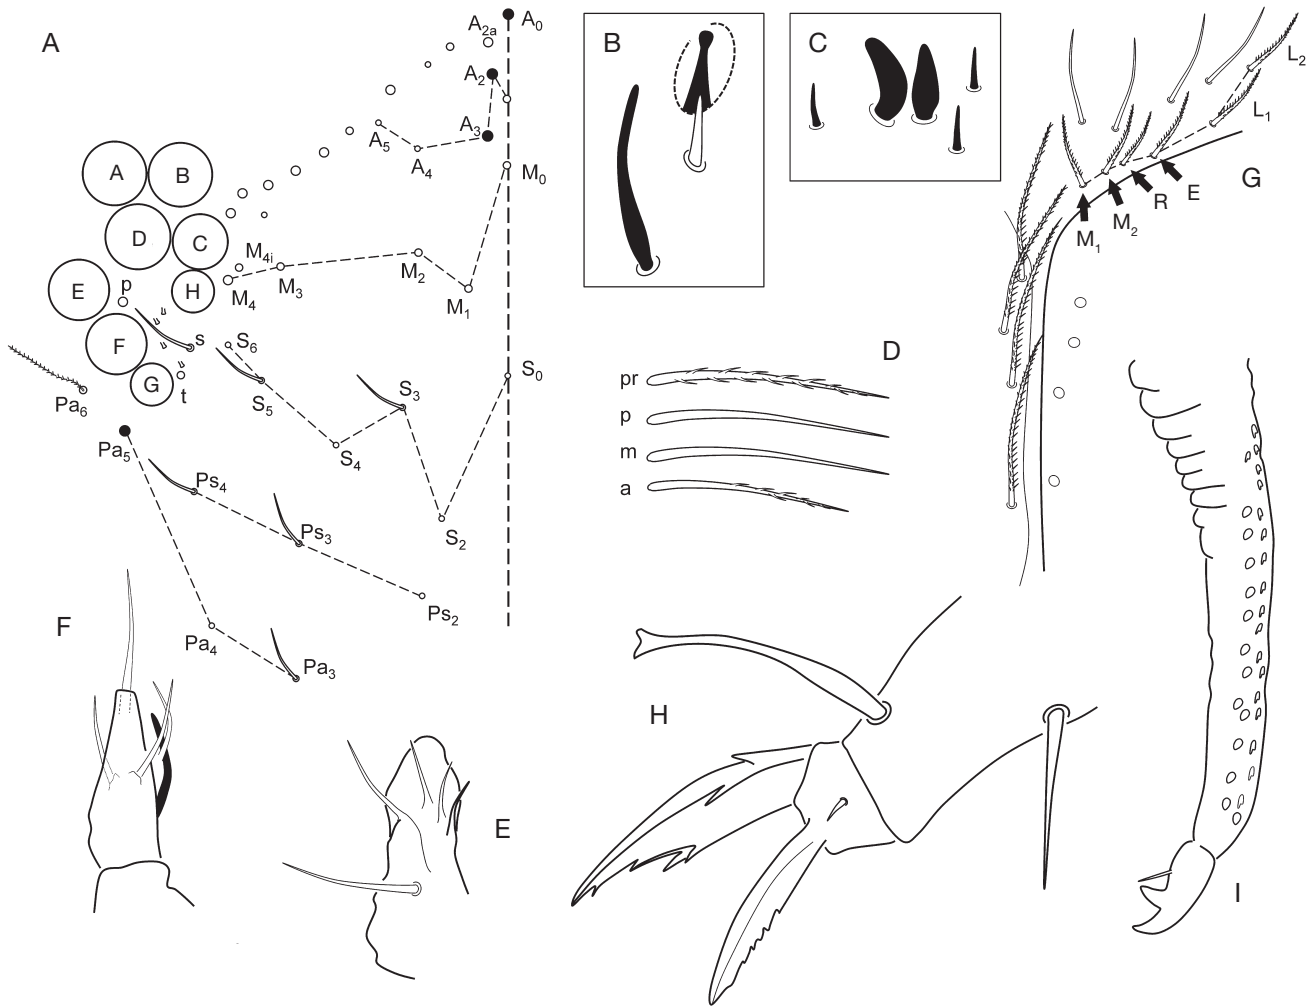 A
A₂ₐ
A₀
A₂
A₃
A₅
A₄
M₀
A
B
D
C
E
H
F
G
p
s
t
M₄ᵢ
M₄
M₃
M₂
M₁
S₆
S₅
S₄
S₃
S₂
S₀
Pa₆
Pa₅
Ps₄
Ps₃
Ps₂
Pa₄
Pa₃
B
C
D
pr
p
m
a
L₂
L₁
G
E
R
M₂
M₁
F
E
H
I